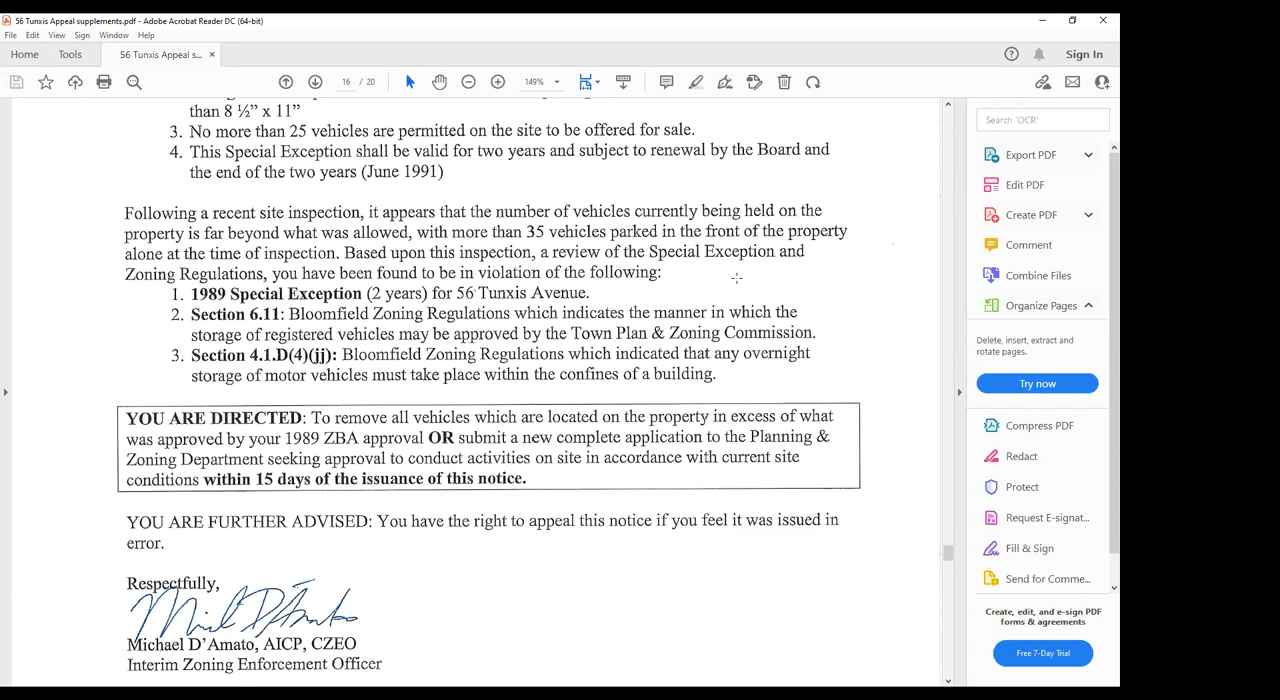 56 Tunxis Appeal supplements.pdf - Adobe Acrobat Reader DC (64-bit)
File Edit View Sign Window Help
Home Tools 56 Tunxis Appeal s... × Sign In
16 / 20 149%
than 8 ½” x 11”
3. No more than 25 vehicles are permitted on the site to be offered for sale.
4. This Special Exception shall be valid for two years and subject to renewal by the Board and
the end of the two years (June 1991)
Following a recent site inspection, it appears that the number of vehicles currently being held on the
property is far beyond what was allowed, with more than 35 vehicles parked in the front of the property
alone at the time of inspection. Based upon this inspection, a review of the Special Exception and
Zoning Regulations, you have been found to be in violation of the following:
1. 1989 Special Exception (2 years) for 56 Tunxis Avenue.
2. Section 6.11: Bloomfield Zoning Regulations which indicates the manner in which the
storage of registered vehicles may be approved by the Town Plan & Zoning Commission.
3. Section 4.1.D(4)(jj): Bloomfield Zoning Regulations which indicated that any overnight
storage of motor vehicles must take place within the confines of a building.
YOU ARE DIRECTED: To remove all vehicles which are located on the property in excess of what
was approved by your 1989 ZBA approval OR submit a new complete application to the Planning &
Zoning Department seeking approval to conduct activities on site in accordance with current site
conditions within 15 days of the issuance of this notice.
YOU ARE FURTHER ADVISED: You have the right to appeal this notice if you feel it was issued in
error.
Respectfully,
Michael D’Amato
Michael D’Amato, AICP, CZEO
Interim Zoning Enforcement Officer
Search 'OCR'
Export PDF
Edit PDF
Create PDF
Comment
Combine Files
Organize Pages
Delete, insert, extract and
rotate pages.
Try now
Compress PDF
Redact
Protect
Request E-signat...
Fill & Sign
Send for Comme...
Create, edit, and e-sign PDF
forms & agreements
Free 7-Day Trial